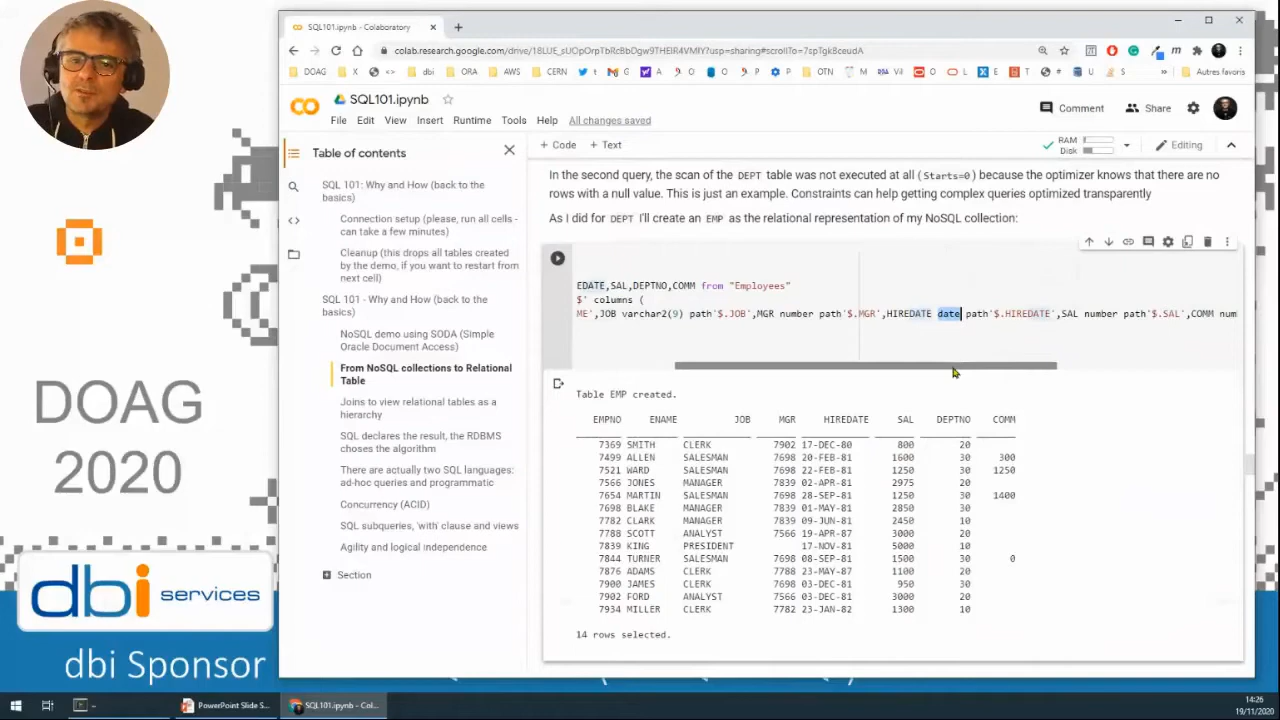 SQL101.ipynb - Colaboratory
colab.research.google.com/drive/18LUE_sUOpOrpTbRcBbDgw9THElR4VMIY?usp=sharing#scrollTo=7spTgkBceudA
DOAG X <> dbi ORA AWS CERN t G A O O P OTN M VM O L E T # U S » Autres favoris
SQL101.ipynb
Comment Share
File Edit View Insert Runtime Tools Help All changes saved
Table of contents
+ Code + Text
RAM
Disk
Editing
SQL 101: Why and How (back to the
basics)
Connection setup (please, run all cells -
can take a few minutes)
Cleanup (this drops all tables created
by the demo, if you want to restart from
next cell)
SQL 101 - Why and How (back to the
basics)
NoSQL demo using SODA (Simple
Oracle Document Access)
From NoSQL collections to Relational
Table
Joins to view relational tables as a
hierarchy
SQL declares the result, the RDBMS
choses the algorithm
There are actually two SQL languages:
ad-hoc queries and programmatic
Concurrency (ACID)
SQL subqueries, 'with' clause and views
Agility and logical independence
Section
In the second query, the scan of the DEPT table was not executed at all (Starts=0) because the optimizer knows that there are no
rows with a null value. This is just an example. Constraints can help getting complex queries optimized transparently
As I did for DEPT I'll create an EMP as the relational representation of my NoSQL collection:
EDATE,SAL,DEPTNO,COMM from "Employees"
$' columns (
ME',JOB varchar2(9) path'$.JOB',MGR number path'$.MGR',HIREDATE date path'$.HIREDATE',SAL number path'$.SAL',COMM num
Table EMP created.
EMPNO ENAME JOB MGR HIREDATE SAL DEPTNO COMM
7369 SMITH CLERK 7902 17-DEC-80 800 20
7499 ALLEN SALESMAN 7698 20-FEB-81 1600 30 300
7521 WARD SALESMAN 7698 22-FEB-81 1250 30 1250
7566 JONES MANAGER 7839 02-APR-81 2975 20
7654 MARTIN SALESMAN 7698 28-SEP-81 1250 30 1400
7698 BLAKE MANAGER 7839 01-MAY-81 2850 30
7782 CLARK MANAGER 7839 09-JUN-81 2450 10
7788 SCOTT ANALYST 7566 19-APR-87 3000 20
7839 KING PRESIDENT 17-NOV-81 5000 10
7844 TURNER SALESMAN 7698 08-SEP-81 1500 30 0
7876 ADAMS CLERK 7788 23-MAY-87 1100 20
7900 JAMES CLERK 7698 03-DEC-81 950 30
7902 FORD ANALYST 7566 03-DEC-81 3000 20
7934 MILLER CLERK 7782 23-JAN-82 1300 10
14 rows selected.
DOAG
2020
dbi services
dbi Sponsor
PowerPoint Slide S...
SQL101.ipynb - Col...
14:26
19/11/2020